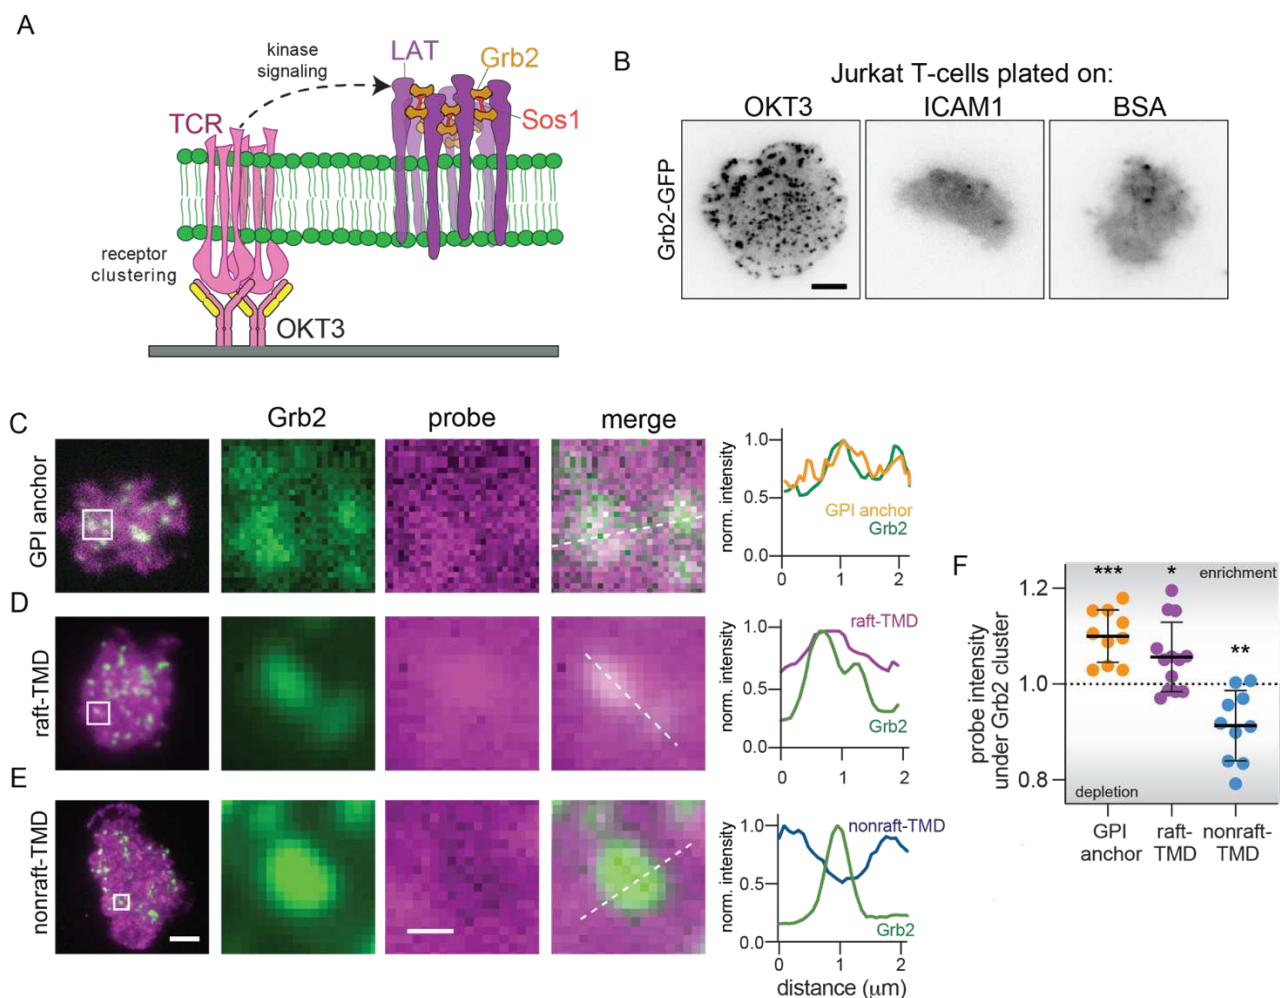 A
kinase
signaling
LAT
Grb2
TCR
Sos1
receptor
clustering
OKT3
B
Jurkat T-cells plated on:
OKT3
ICAM1
BSA
Grb2-GFP
C
Grb2
probe
merge
GPI anchor
norm. intensity
1.0
0.5
0.0
GPI anchor
Grb2
0
1
2
D
raft-TMD
norm. intensity
1.0
0.5
0.0
raft-TMD
Grb2
0
1
2
E
nonraft-TMD
norm. intensity
1.0
0.5
0.0
nonraft-TMD
Grb2
0
1
2
distance (μm)
F
probe intensity
under Grb2 cluster
1.2
1.0
0.8
***
*
**
enrichment
depletion
GPI
anchor
raft-
TMD
nonraft-
TMD